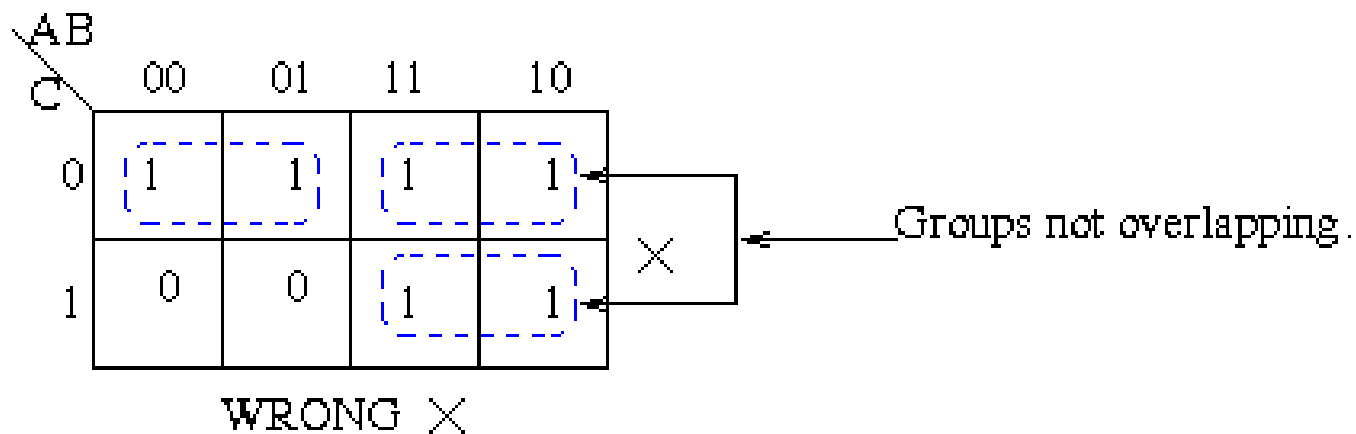 AB
C
00 01 11 10
0 1 1 1 1
Groups not overlapping.
1 0 0 1 1
WRONG ×